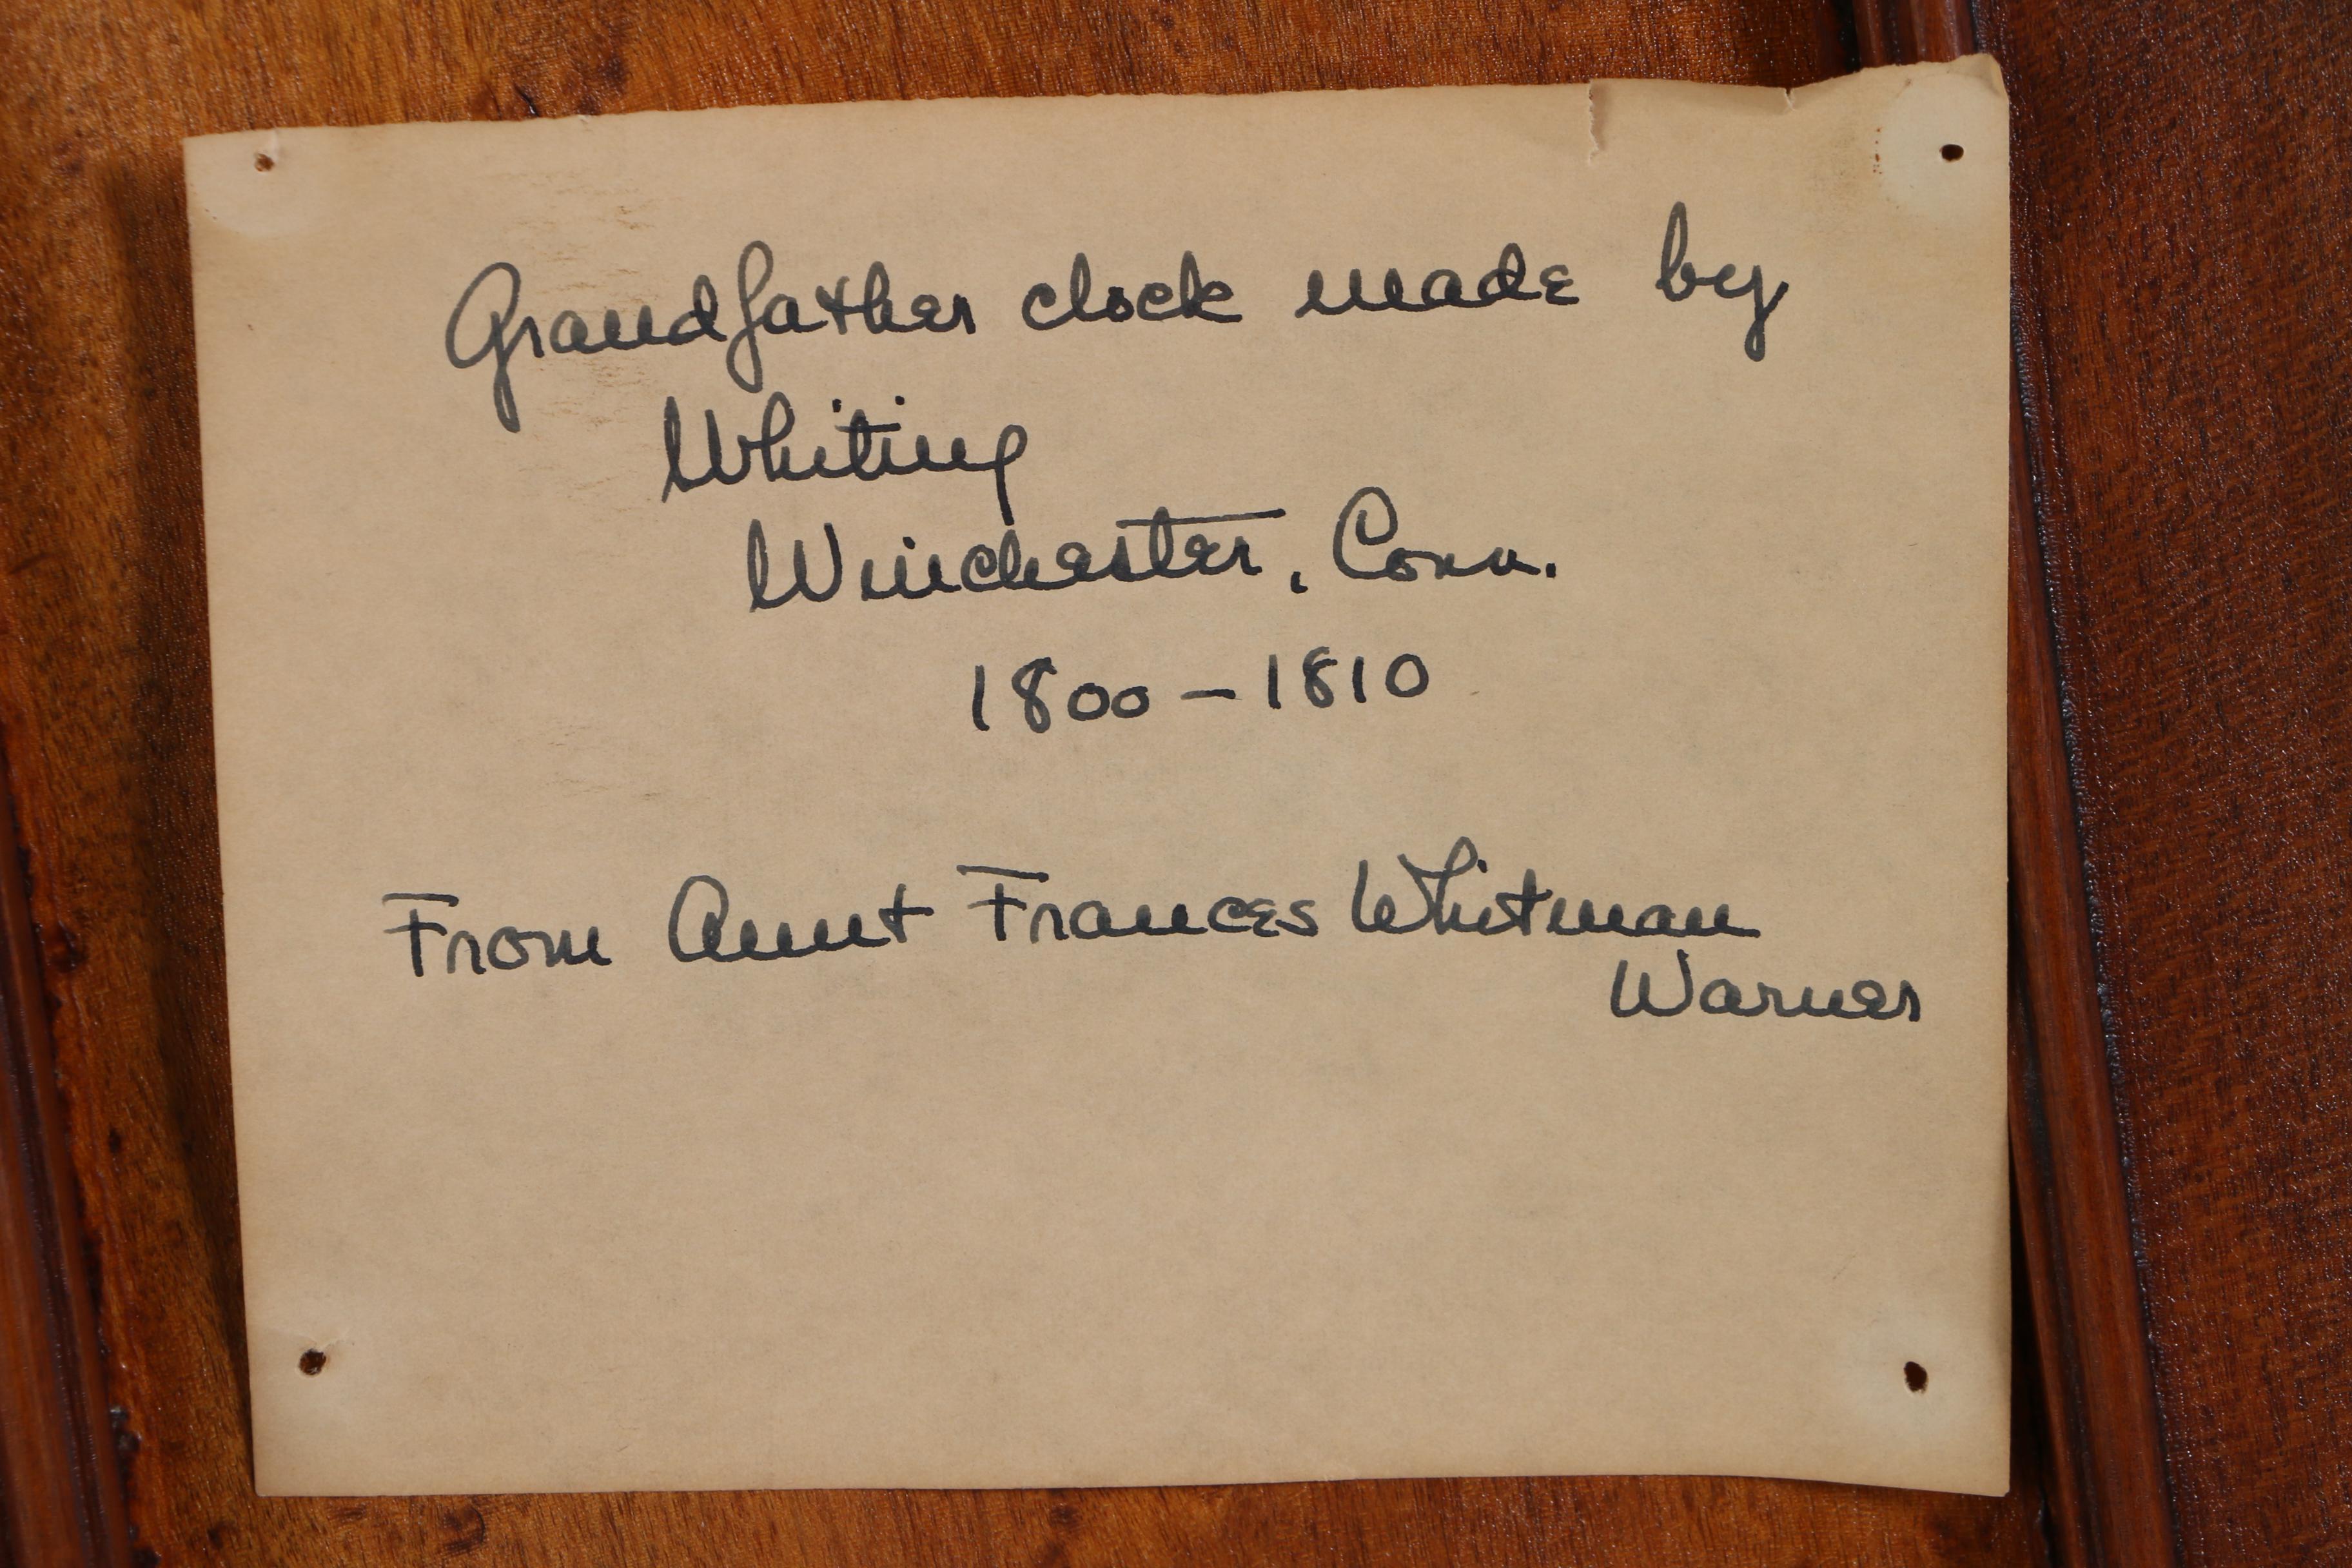 Grandfather clock made by
Whiting
Winchester, Conn.
1800 – 1810
From Aunt Frances Whitman
Warner